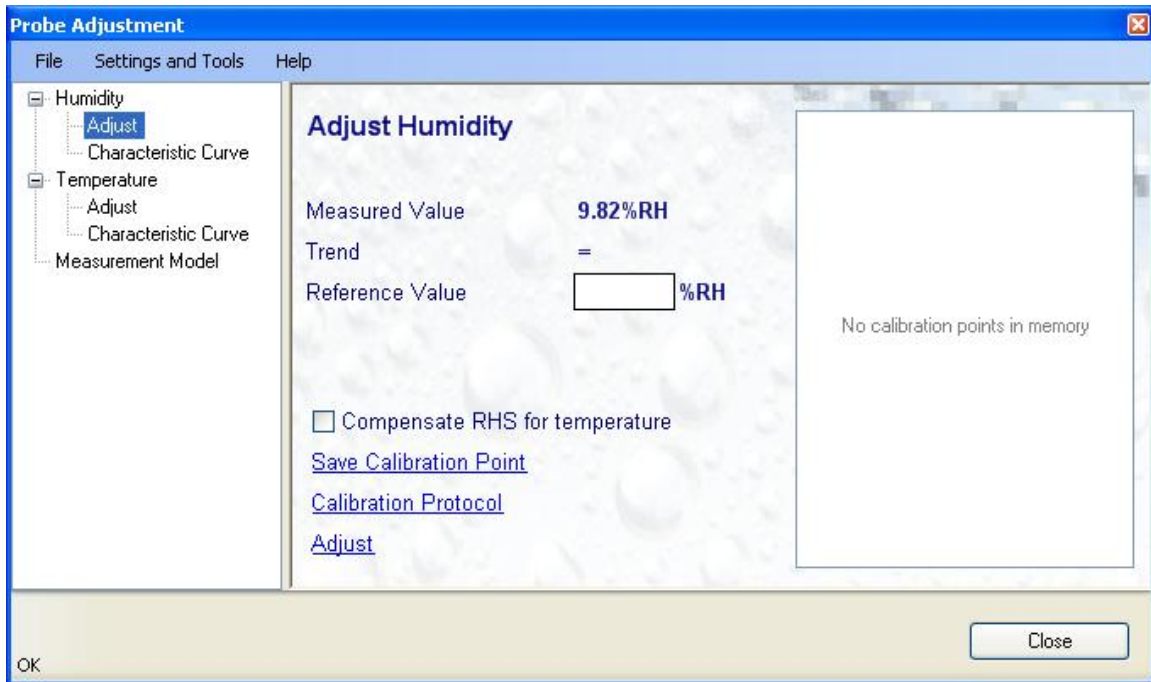 Probe Adjustment
File Settings and Tools Help
Humidity
Adjust
Characteristic Curve
Temperature
Adjust
Characteristic Curve
Measurement Model
Adjust Humidity
Measured Value 9.82%RH
Trend =
Reference Value %RH
Compensate RHS for temperature
Save Calibration Point
Calibration Protocol
Adjust
No calibration points in memory
Close
OK